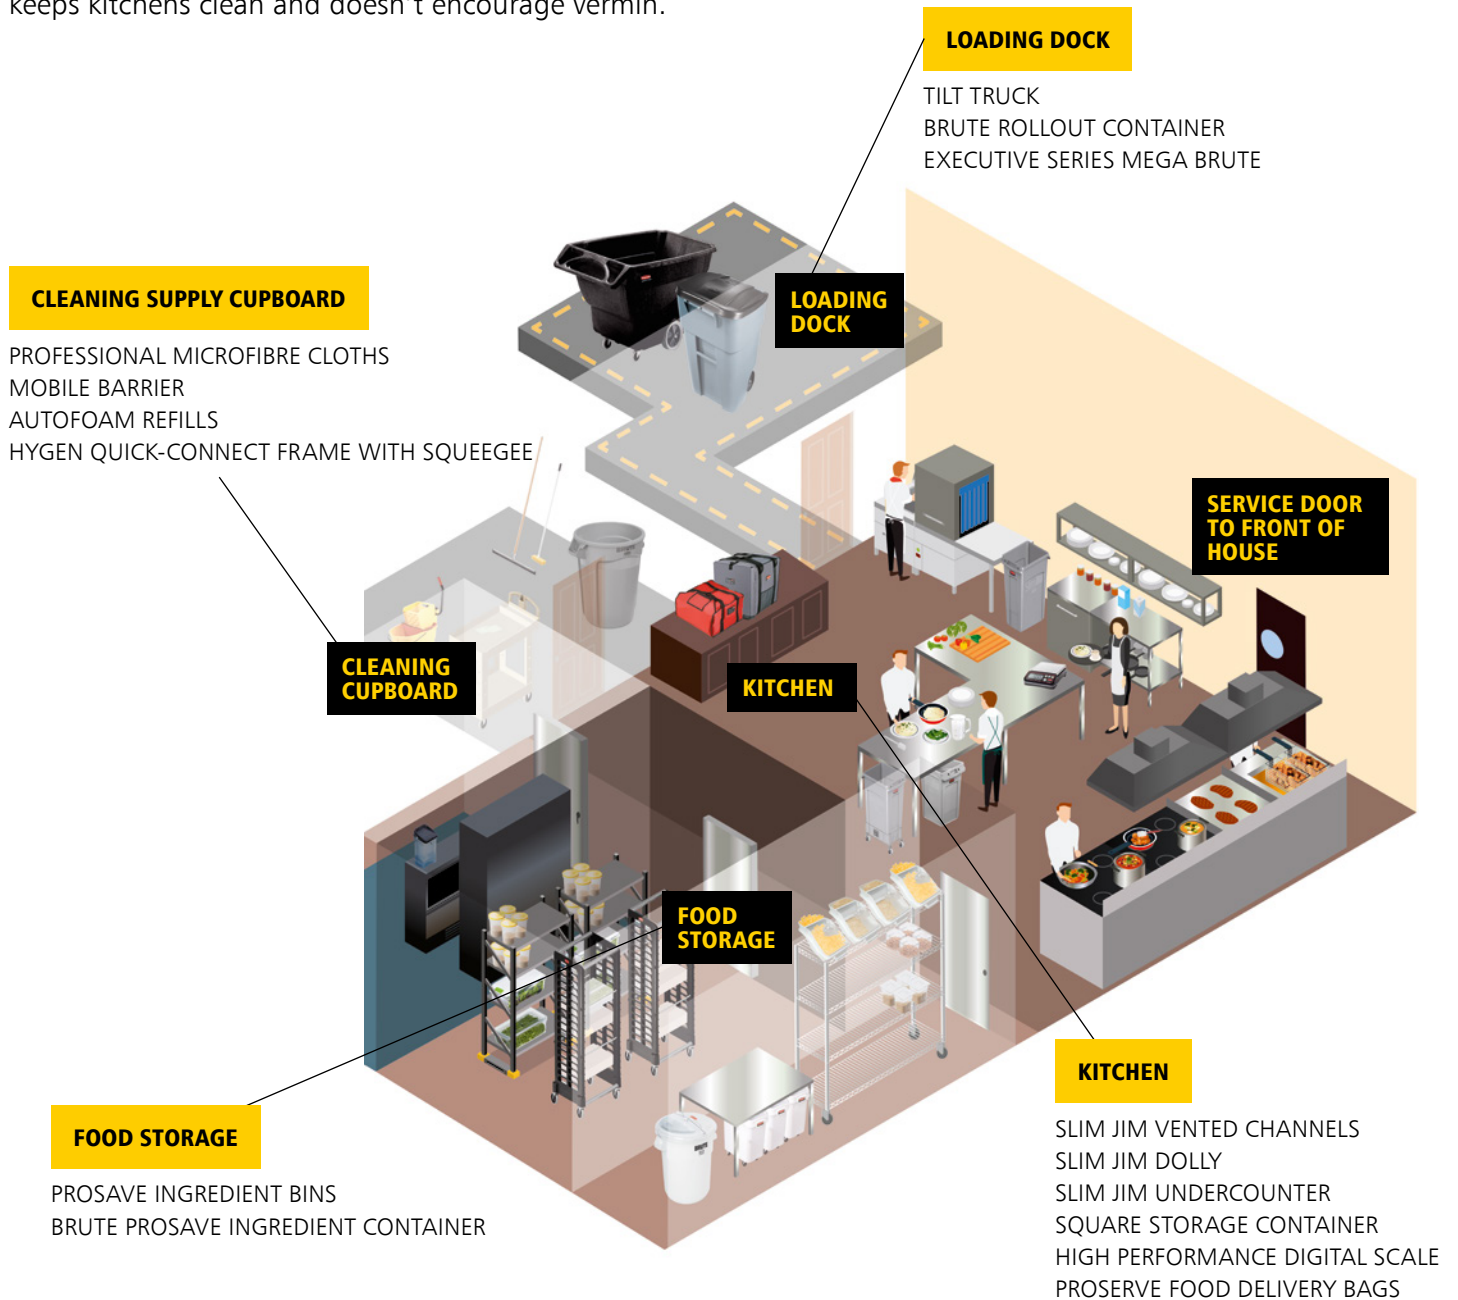 keeps kitchens clean and doesn't encourage vermin.
LOADING DOCK
TILT TRUCK
BRUTE ROLLOUT CONTAINER
EXECUTIVE SERIES MEGA BRUTE
CLEANING SUPPLY CUPBOARD
PROFESSIONAL MICROFIBRE CLOTHS
MOBILE BARRIER
AUTOFOAM REFILLS
HYGEN QUICK-CONNECT FRAME WITH SQUEEGEE
LOADING
DOCK
SERVICE DOOR
TO FRONT OF
HOUSE
CLEANING
CUPBOARD
KITCHEN
FOOD
STORAGE
FOOD STORAGE
PROSAVE INGREDIENT BINS
BRUTE PROSAVE INGREDIENT CONTAINER
KITCHEN
SLIM JIM VENTED CHANNELS
SLIM JIM DOLLY
SLIM JIM UNDERCOUNTER
SQUARE STORAGE CONTAINER
HIGH PERFORMANCE DIGITAL SCALE
PROSERVE FOOD DELIVERY BAGS